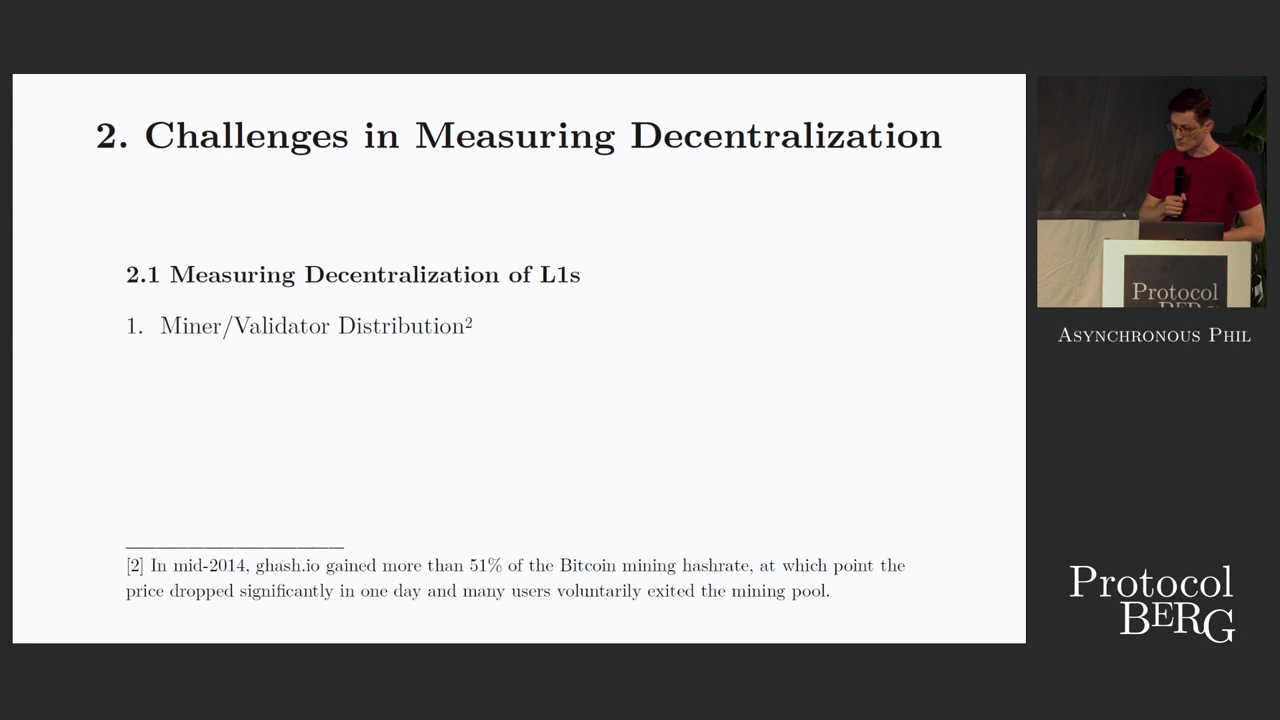 2. Challenges in Measuring Decentralization
2.1 Measuring Decentralization of L1s
1. Miner/Validator Distribution²
[2] In mid-2014, ghash.io gained more than 51% of the Bitcoin mining hashrate, at which point the
price dropped significantly in one day and many users voluntarily exited the mining pool.
Protocol
BERG
ASYNCHRONOUS PHIL
Protocol
BERG